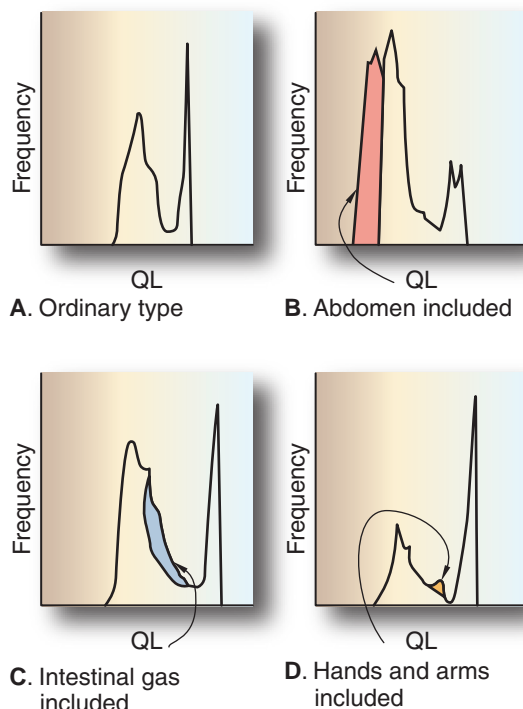 Frequency
QL
A. Ordinary type
Frequency
QL
B. Abdomen included
Frequency
QL
C. Intestinal gas
included
Frequency
QL
D. Hands and arms
included